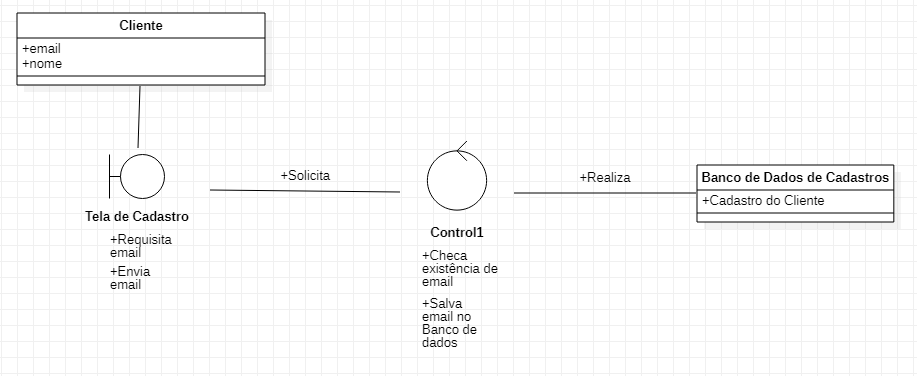 Cliente
+email
+nome
+Solicita
+Realiza
Banco de Dados de Cadastros
+Cadastro do Cliente
Tela de Cadastro
+Requisita
email
+Envia
email
Control1
+Checa
existência de
email
+Salva
email no
Banco de
dados